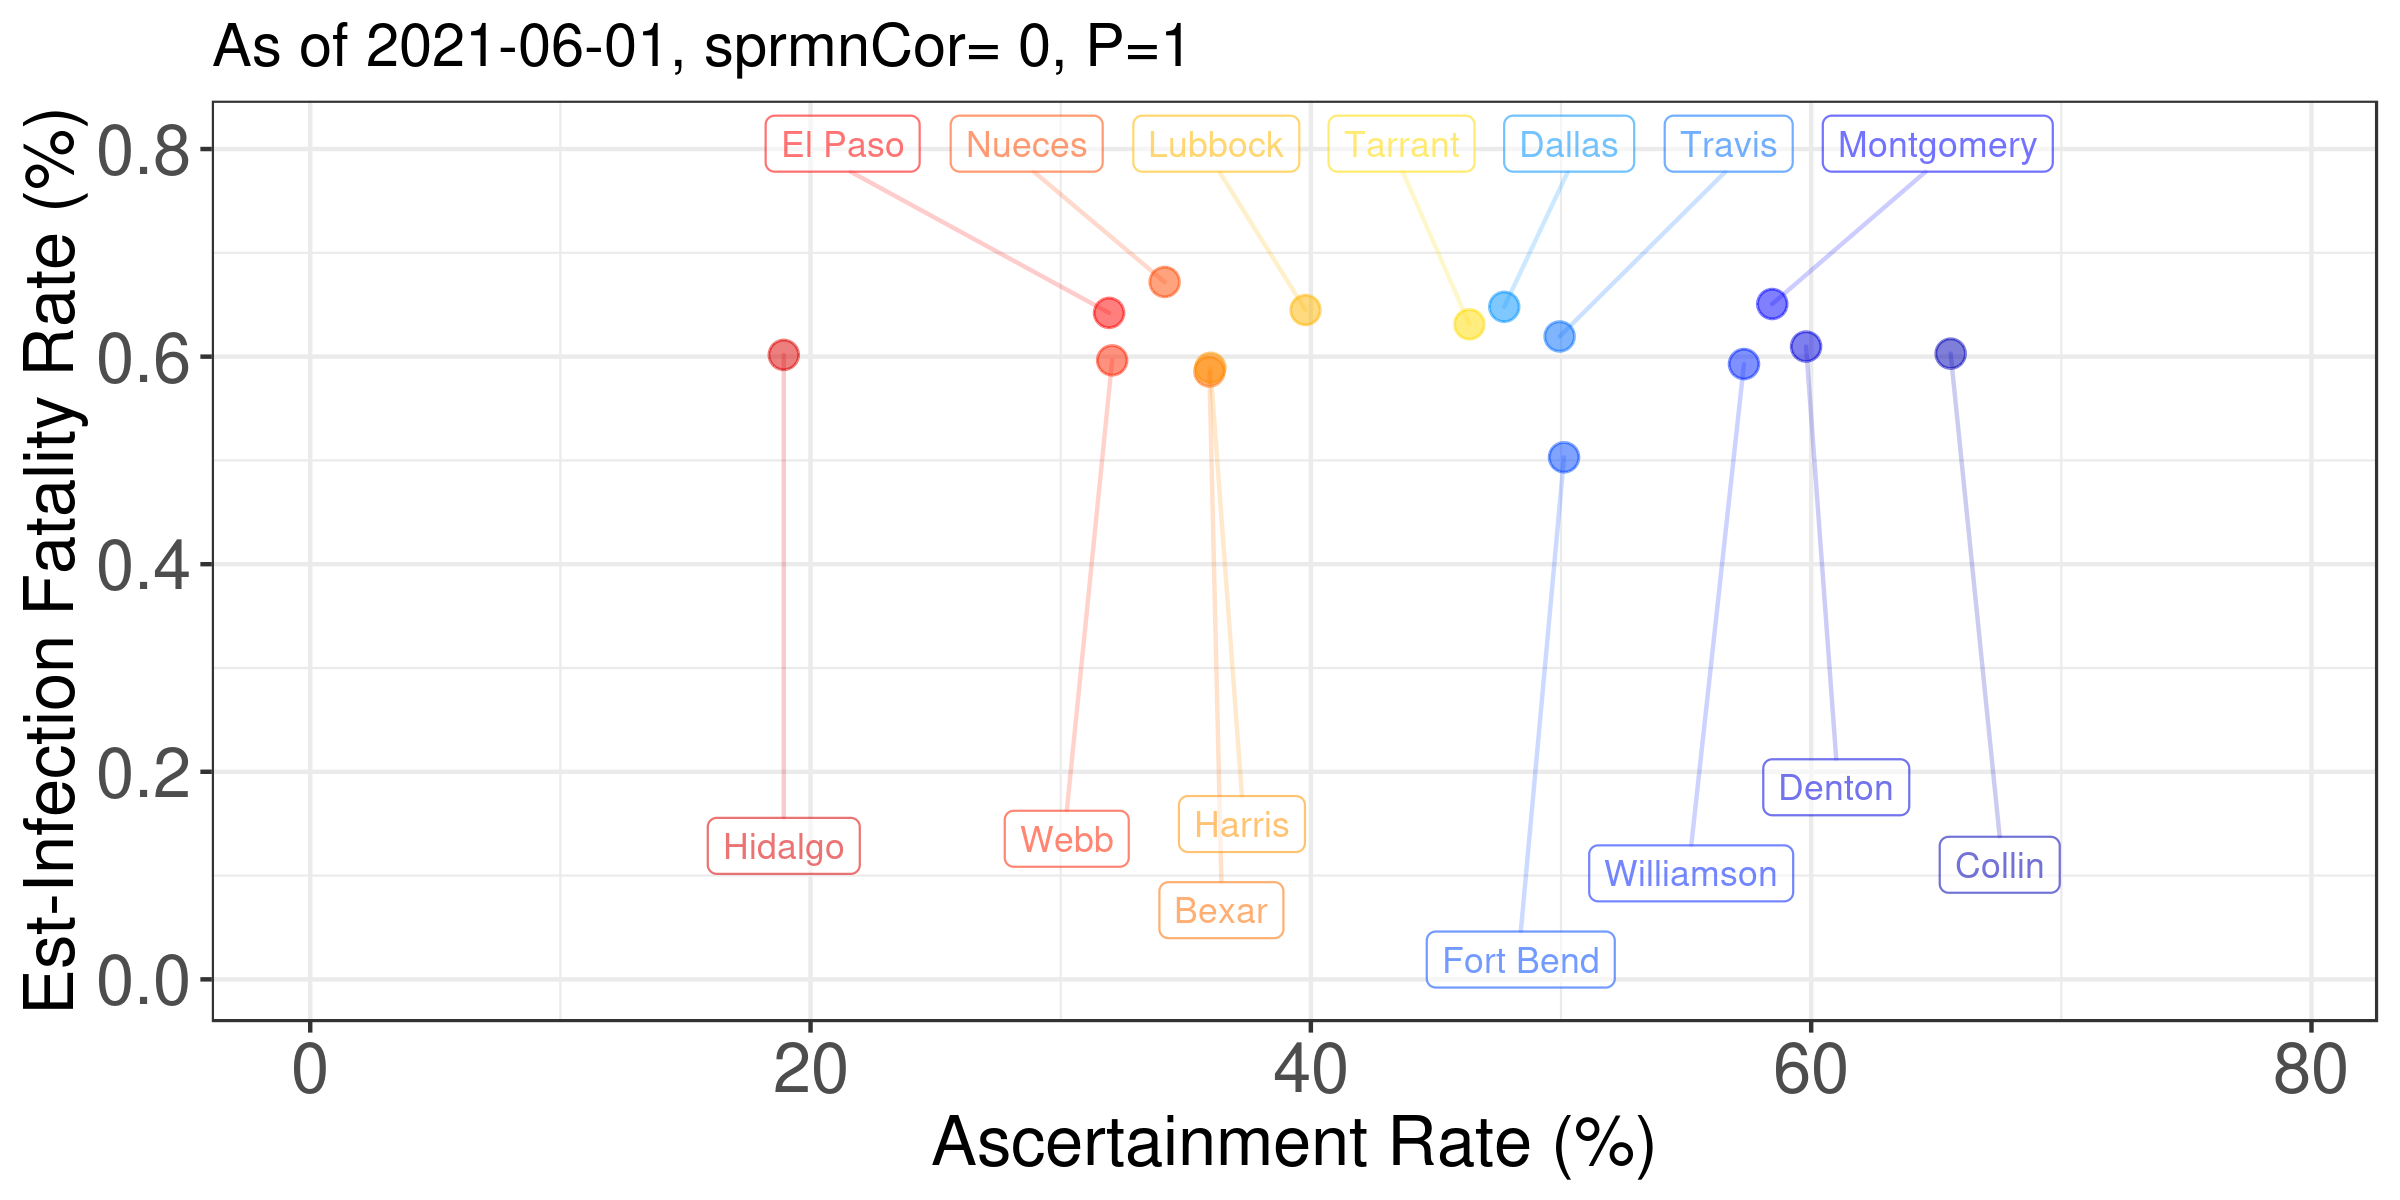 As of 2021-06-01, sprmnCor= 0, P=1
Est-Infection Fatality Rate (%)
0.8
0.6
0.4
0.2
0.0
El Paso
Nueces
Lubbock
Tarrant
Dallas
Travis
Montgomery
Denton
Harris
Webb
Hidalgo
Collin
Williamson
Bexar
Fort Bend
0
20
40
60
80
Ascertainment Rate (%)